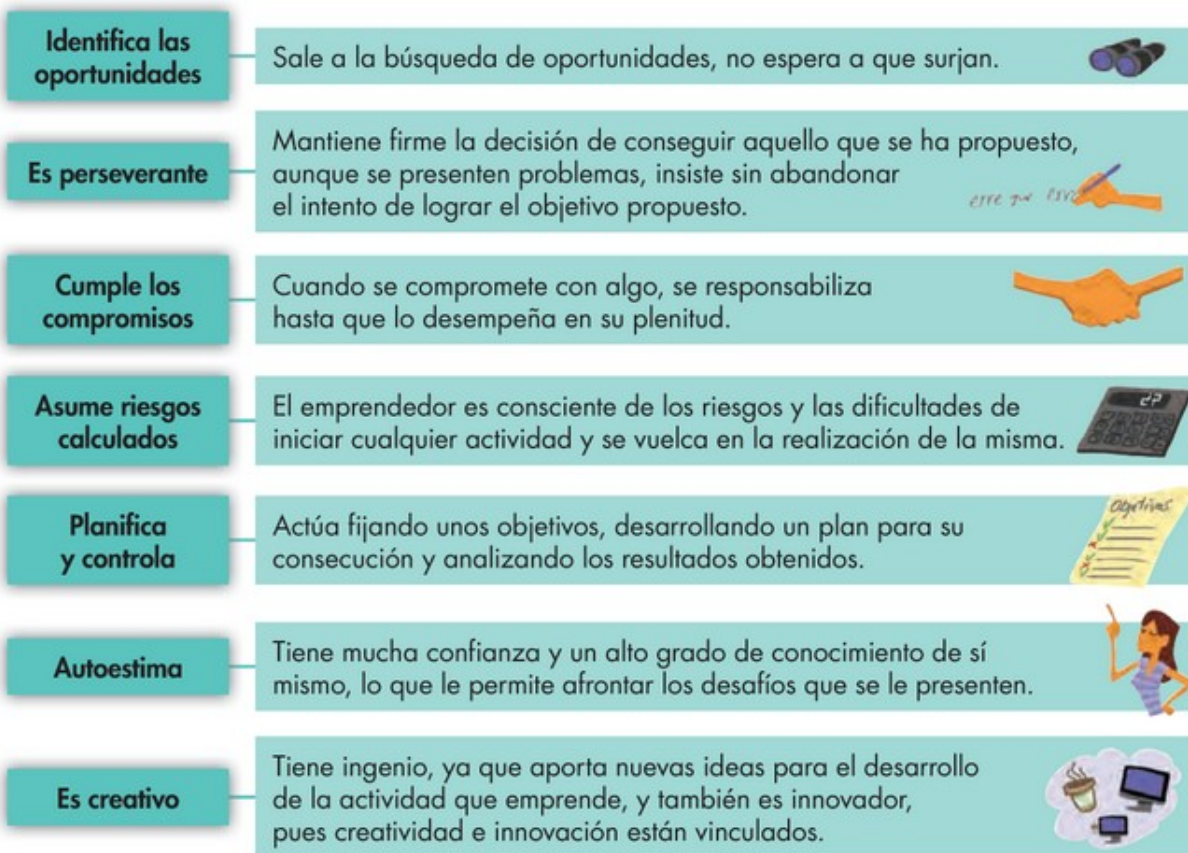 Identifica las
oportunidades
Sale a la búsqueda de oportunidades, no espera a que surjan.
Es perseverante
Mantiene firme la decisión de conseguir aquello que se ha propuesto,
aunque se presenten problemas, insiste sin abandonar
el intento de lograr el objetivo propuesto.
Cumple los
compromisos
Cuando se compromete con algo, se responsabiliza
hasta que lo desempeña en su plenitud.
Asume riesgos
calculados
El emprendedor es consciente de los riesgos y las dificultades de
iniciar cualquier actividad y se vuelca en la realización de la misma.
Planifica
y controla
Actúa fijando unos objetivos, desarrollando un plan para su
consecución y analizando los resultados obtenidos.
Objetivos
Autoestima
Tiene mucha confianza y un alto grado de conocimiento de sí
mismo, lo que le permite afrontar los desafíos que se le presenten.
Es creativo
Tiene ingenio, ya que aporta nuevas ideas para el desarrollo
de la actividad que emprende, y también es innovador,
pues creatividad e innovación están vinculados.